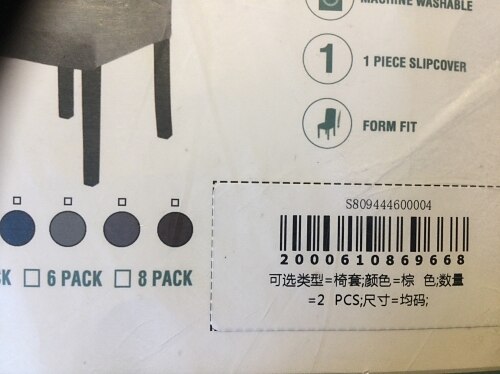 MACHINE WASHABLE
1
1 PIECE SLIPCOVER
FORM FIT
6 PACK 8 PACK
S809444600004
2000610869668
可选类型=椅套;颜色=棕 色;数量
=2 PCS;尺寸=均码;